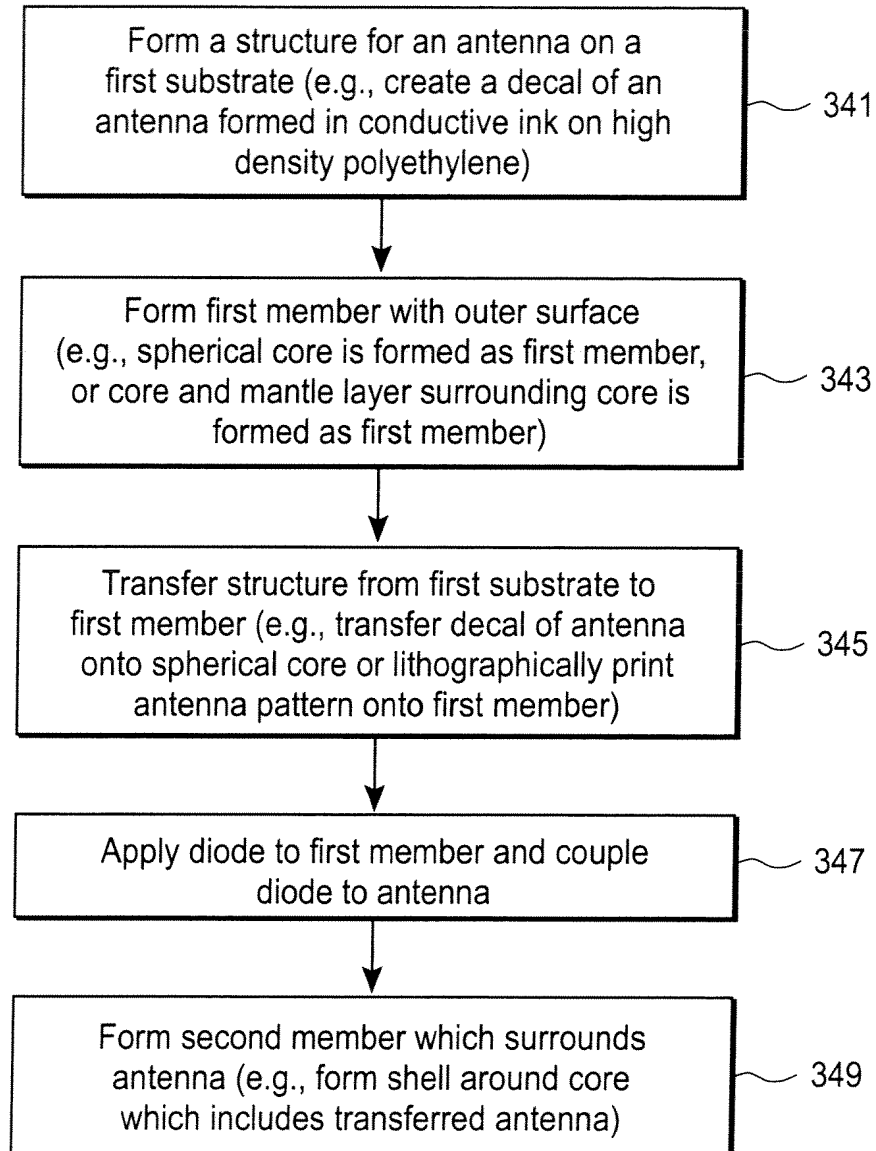 Form a structure for an antenna on a
first substrate (e.g., create a decal of an
antenna formed in conductive ink on high
density polyethylene)
341
Form first member with outer surface
(e.g., spherical core is formed as first member,
or core and mantle layer surrounding core is
formed as first member)
343
Transfer structure from first substrate to
first member (e.g., transfer decal of antenna
onto spherical core or lithographically print
antenna pattern onto first member)
345
Apply diode to first member and couple
diode to antenna
347
Form second member which surrounds
antenna (e.g., form shell around core
which includes transferred antenna)
349